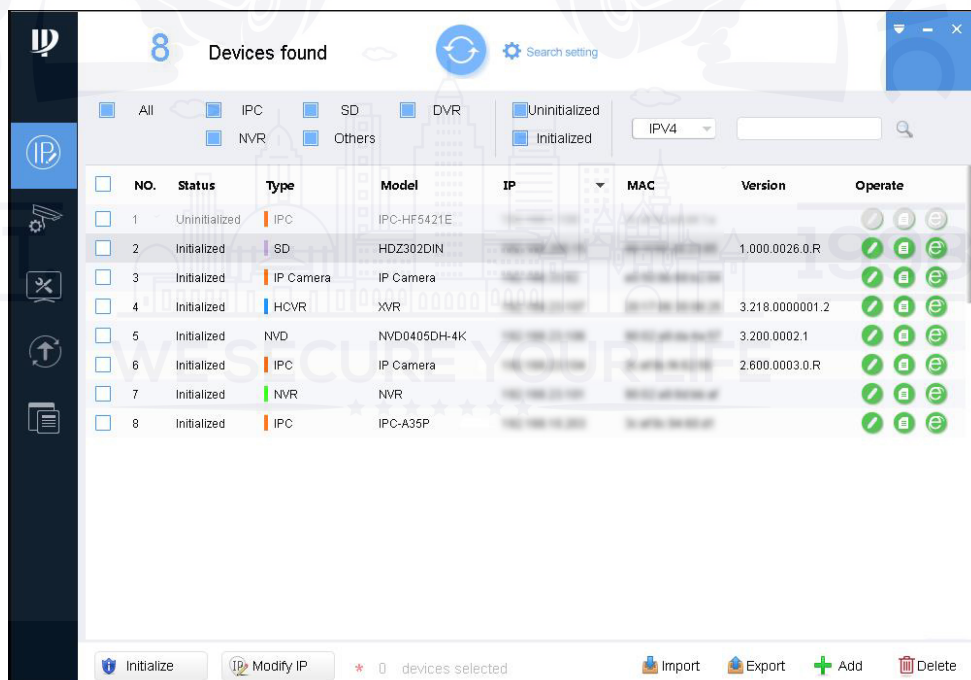 8 Devices found Search setting
All IPC SD DVR Uninitialized
NVR Others Initialized IPV4
NO. Status Type Model IP MAC Version Operate
1 Uninitialized IPC IPC-HF5421E
2 Initialized SD HDZ302DIN 1.000.0026.0.R
3 Initialized IP Camera IP Camera
4 Initialized HCVR XVR 3.218.0000001.2
5 Initialized NVD NVD0405DH-4K 3.200.0002.1
6 Initialized IPC IP Camera 2.600.0003.0.R
7 Initialized NVR NVR
8 Initialized IPC IPC-A35P
WE SECURE YOUR LIFE
Initialize Modify IP * 0 devices selected Import Export Add Delete